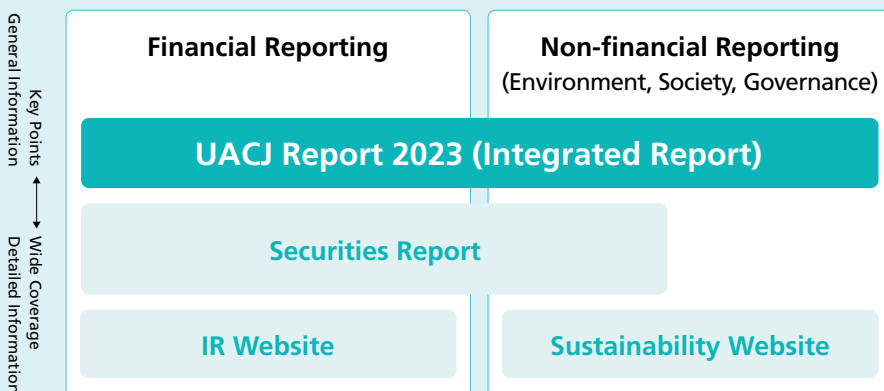 General Information
Key Points
Wide Coverage
Detailed Information
Financial Reporting
Non-financial Reporting
(Environment, Society, Governance)
UACJ Report 2023 (Integrated Report)
Securities Report
IR Website
Sustainability Website